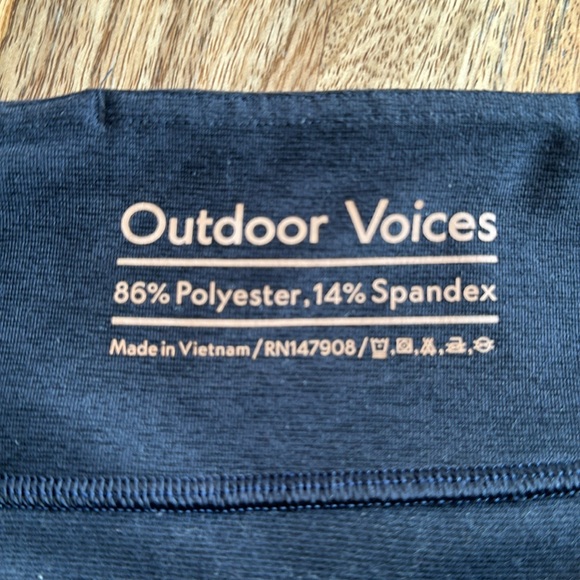 Outdoor Voices
86% Polyester, 14% Spandex
Made in Vietnam/RN147908/